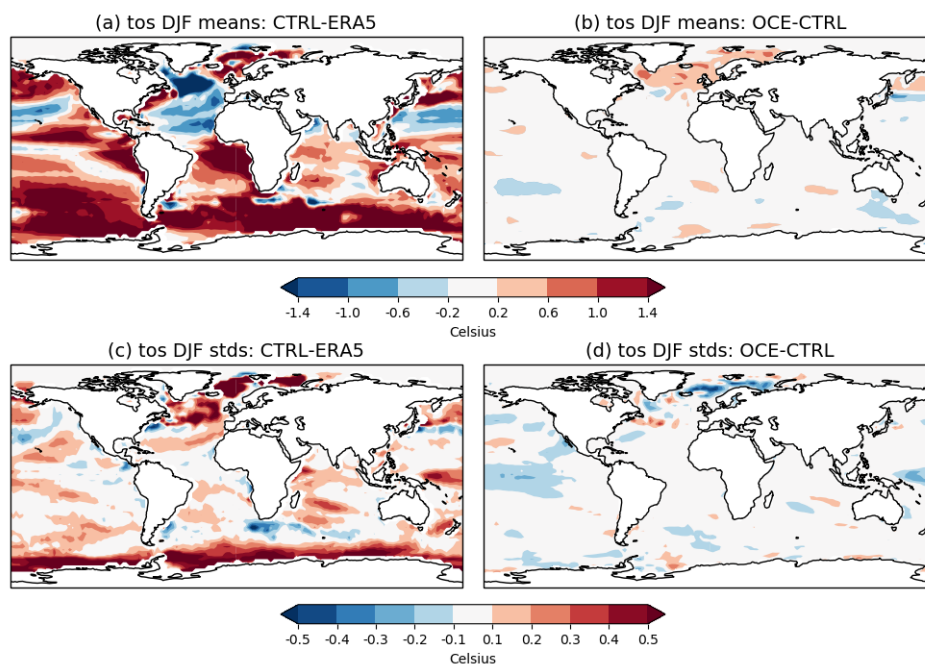 (a) tos DJF means: CTRL-ERA5
(b) tos DJF means: OCE-CTRL
-1.4 -1.0 -0.6 -0.2 0.2 0.6 1.0 1.4
Celsius
(c) tos DJF stds: CTRL-ERA5
(d) tos DJF stds: OCE-CTRL
-0.5 -0.4 -0.3 -0.2 -0.1 0.1 0.2 0.3 0.4 0.5
Celsius